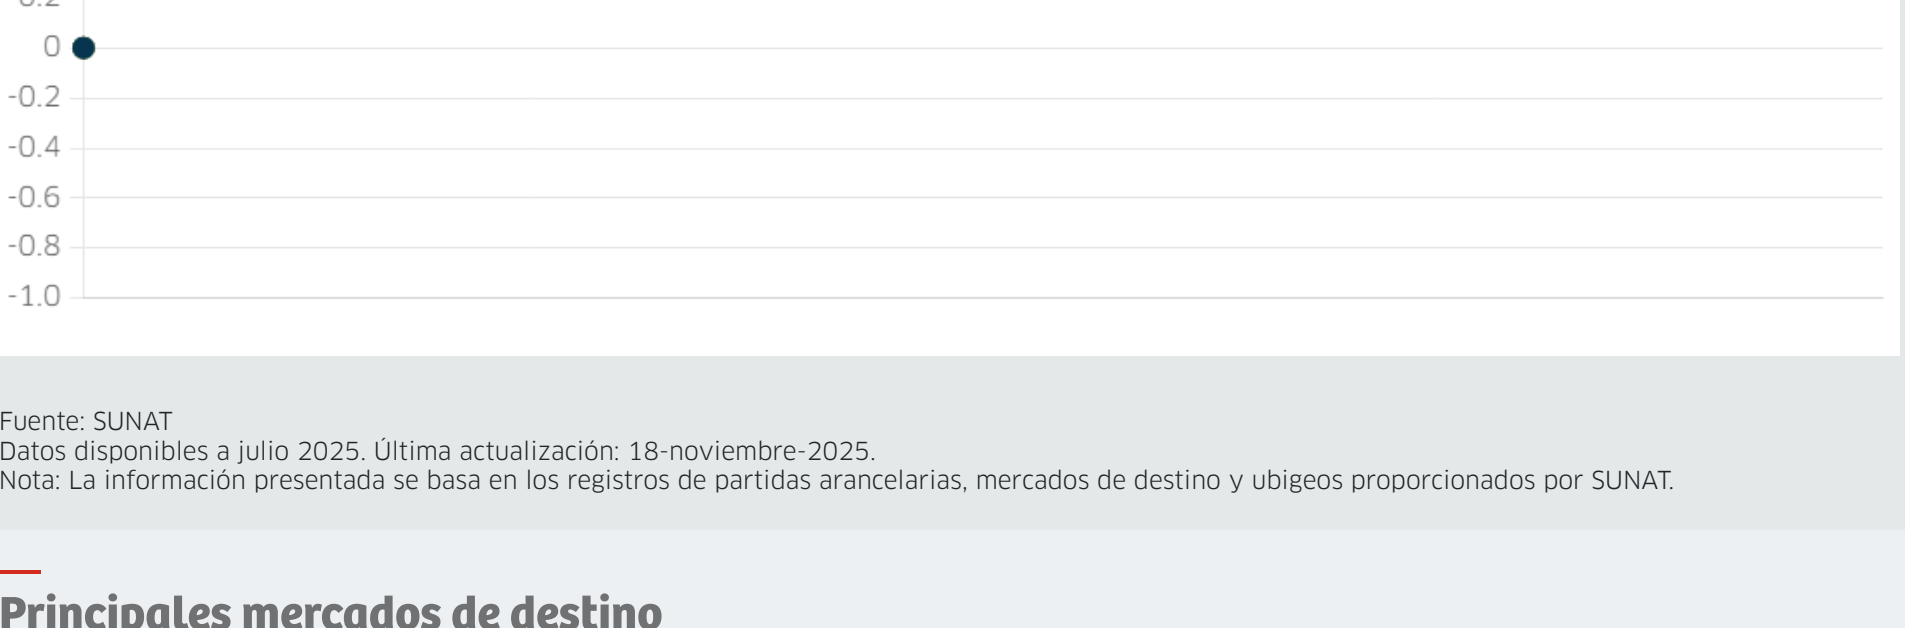 0.2
0
-0.2
-0.4
-0.6
-0.8
-1.0
Fuente: SUNAT
Datos disponibles a julio 2025. Última actualización: 18-noviembre-2025.
Nota: La información presentada se basa en los registros de partidas arancelarias, mercados de destino y ubigeos proporcionados por SUNAT.
Principales mercados de destino